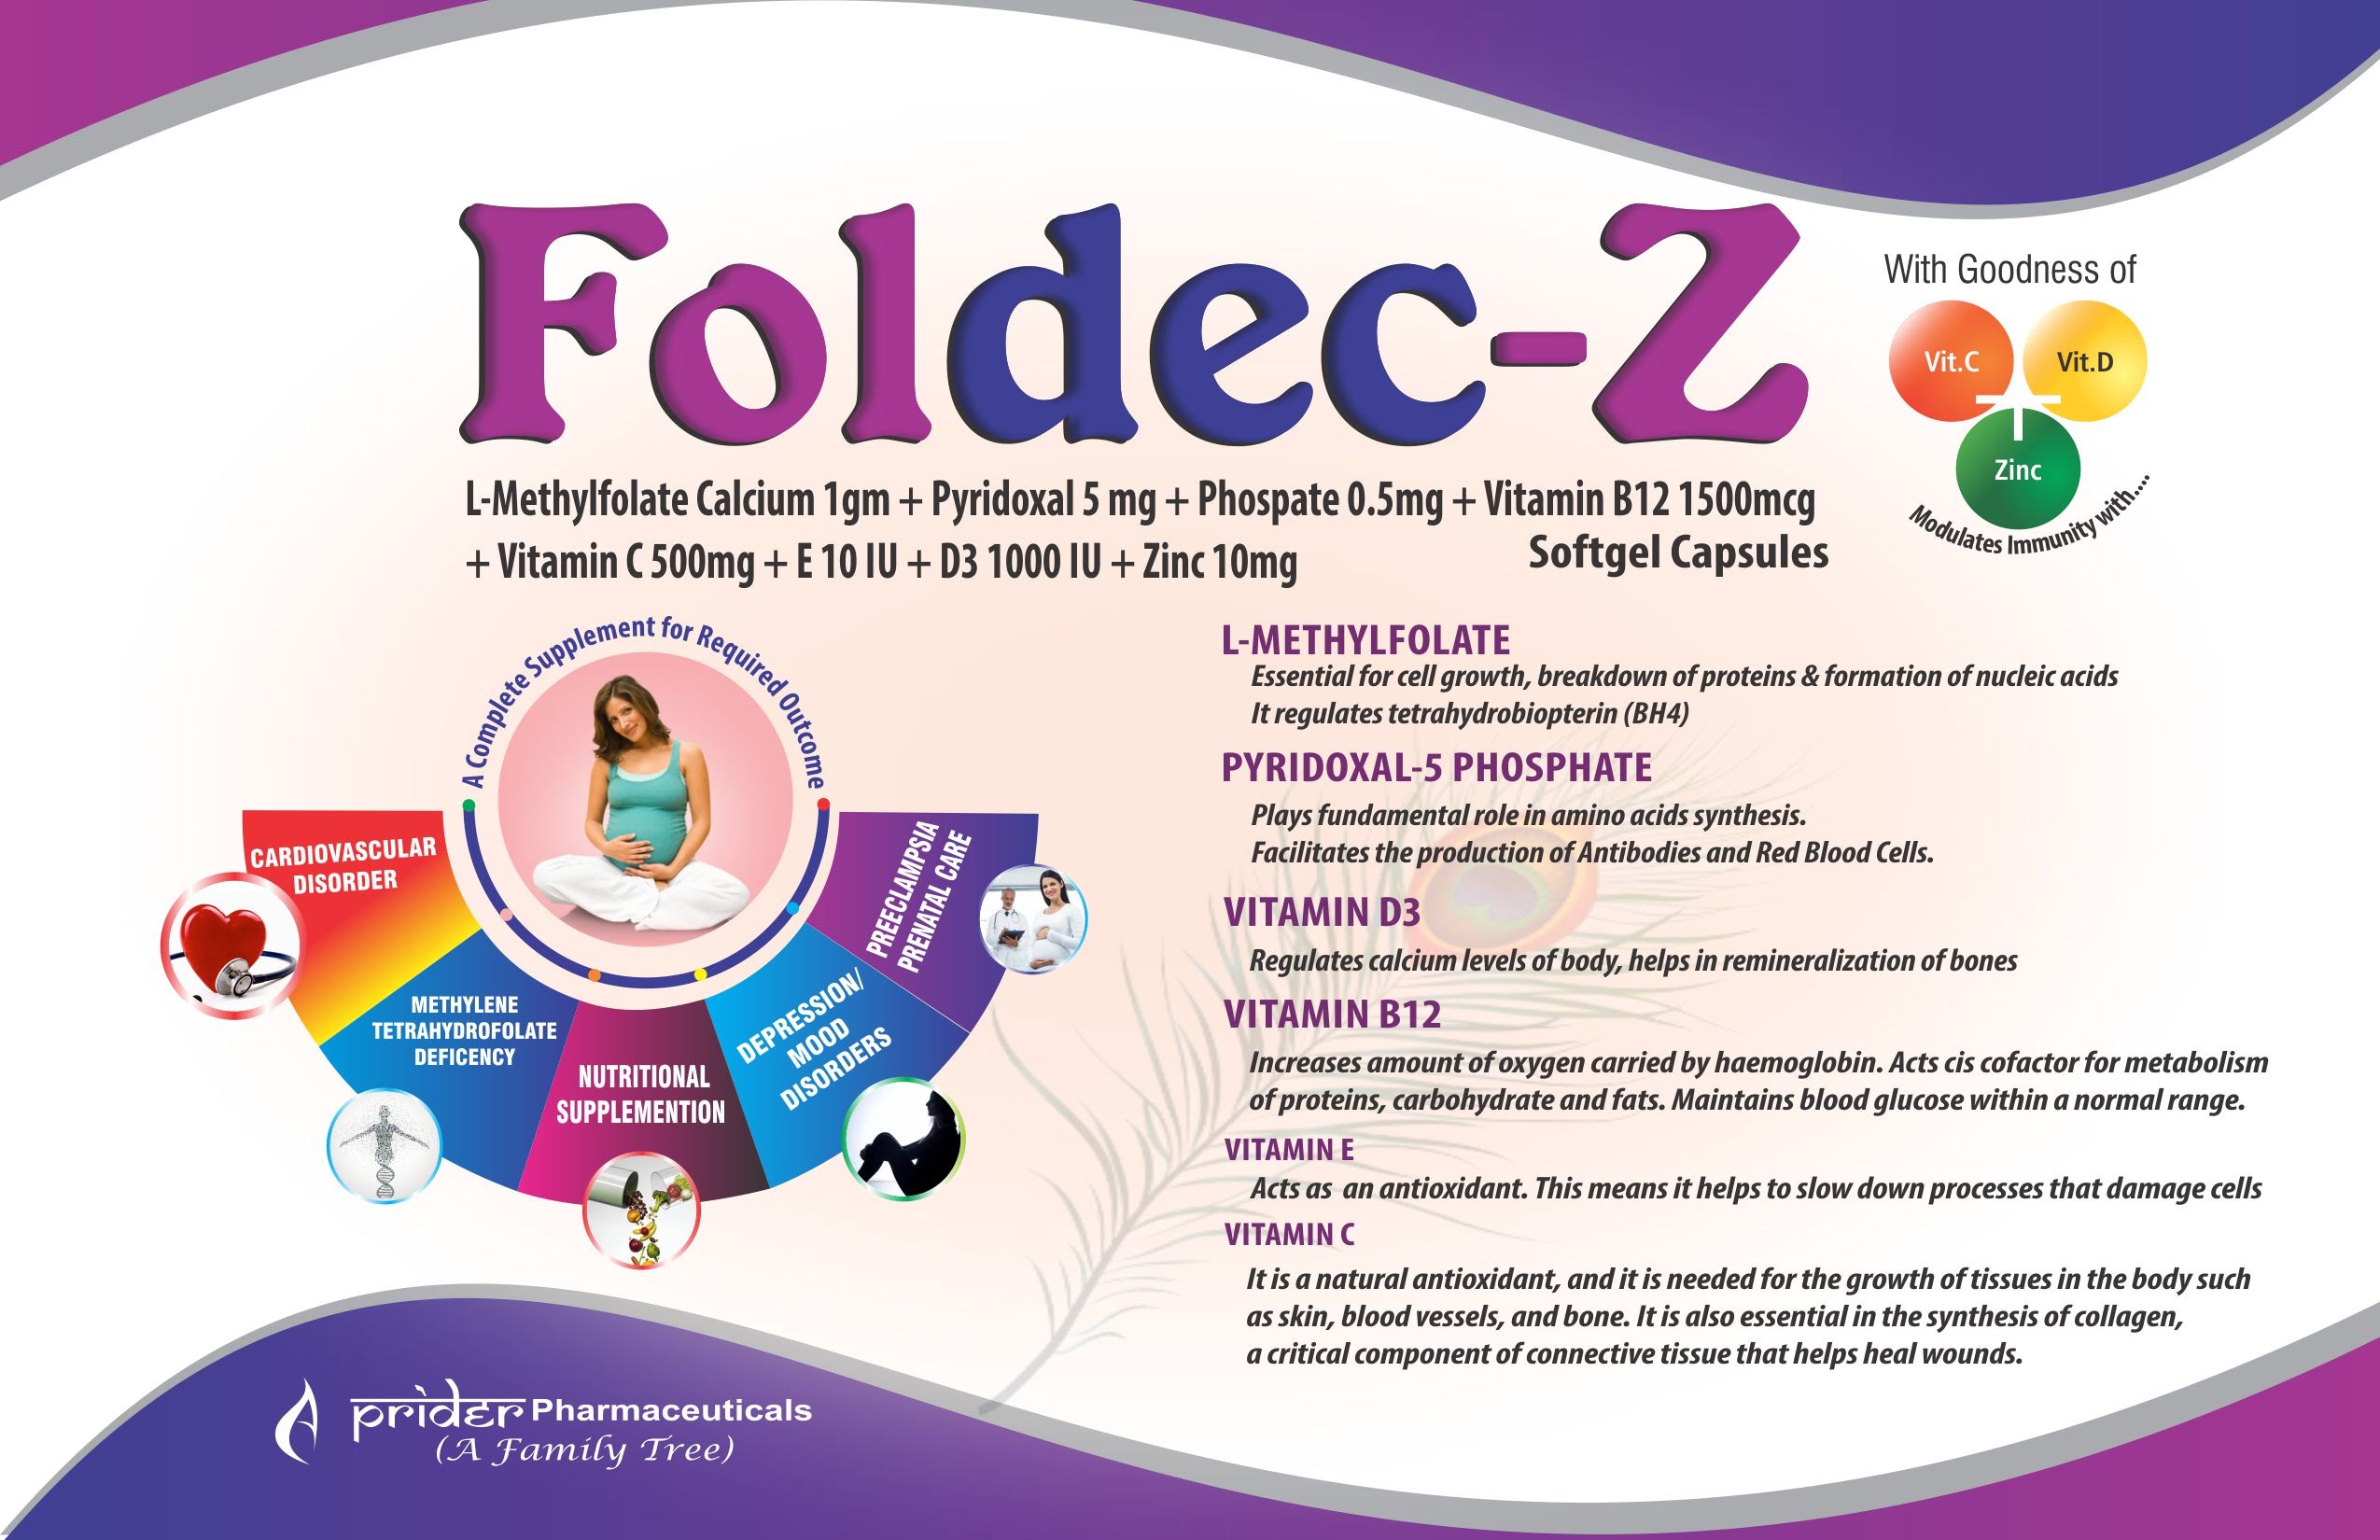 Foldec-Z
With Goodness of
Vit.C
Vit.D
Zinc
Modulates Immunity with....
L-Methylfolate Calcium 1gm + Pyridoxal 5 mg + Phospate 0.5mg + Vitamin B12 1500mcg
+ Vitamin C 500mg + E 10 IU + D3 1000 IU + Zinc 10mg
Softgel Capsules
A Complete Supplement for Required Outcome
CARDIOVASCULAR
DISORDER
METHYLENE
TETRAHYDROFOLATE
DEFICENCY
NUTRITIONAL
SUPPLEMENTION
DEPRESSION/
MOOD
DISORDERS
PREECLAMPSIA
PRENATAL CARE
L-METHYLFOLATE
Essential for cell growth, breakdown of proteins & formation of nucleic acids
It regulates tetrahydrobiopterin (BH4)
PYRIDOXAL-5 PHOSPHATE
Plays fundamental role in amino acids synthesis.
Facilitates the production of Antibodies and Red Blood Cells.
VITAMIN D3
Regulates calcium levels of body, helps in remineralization of bones
VITAMIN B12
Increases amount of oxygen carried by haemoglobin. Acts cis cofactor for metabolism
of proteins, carbohydrate and fats. Maintains blood glucose within a normal range.
VITAMIN E
Acts as an antioxidant. This means it helps to slow down processes that damage cells
VITAMIN C
It is a natural antioxidant, and it is needed for the growth of tissues in the body such
as skin, blood vessels, and bone. It is also essential in the synthesis of collagen,
a critical component of connective tissue that helps heal wounds.
prider Pharmaceuticals
(A Family Tree)